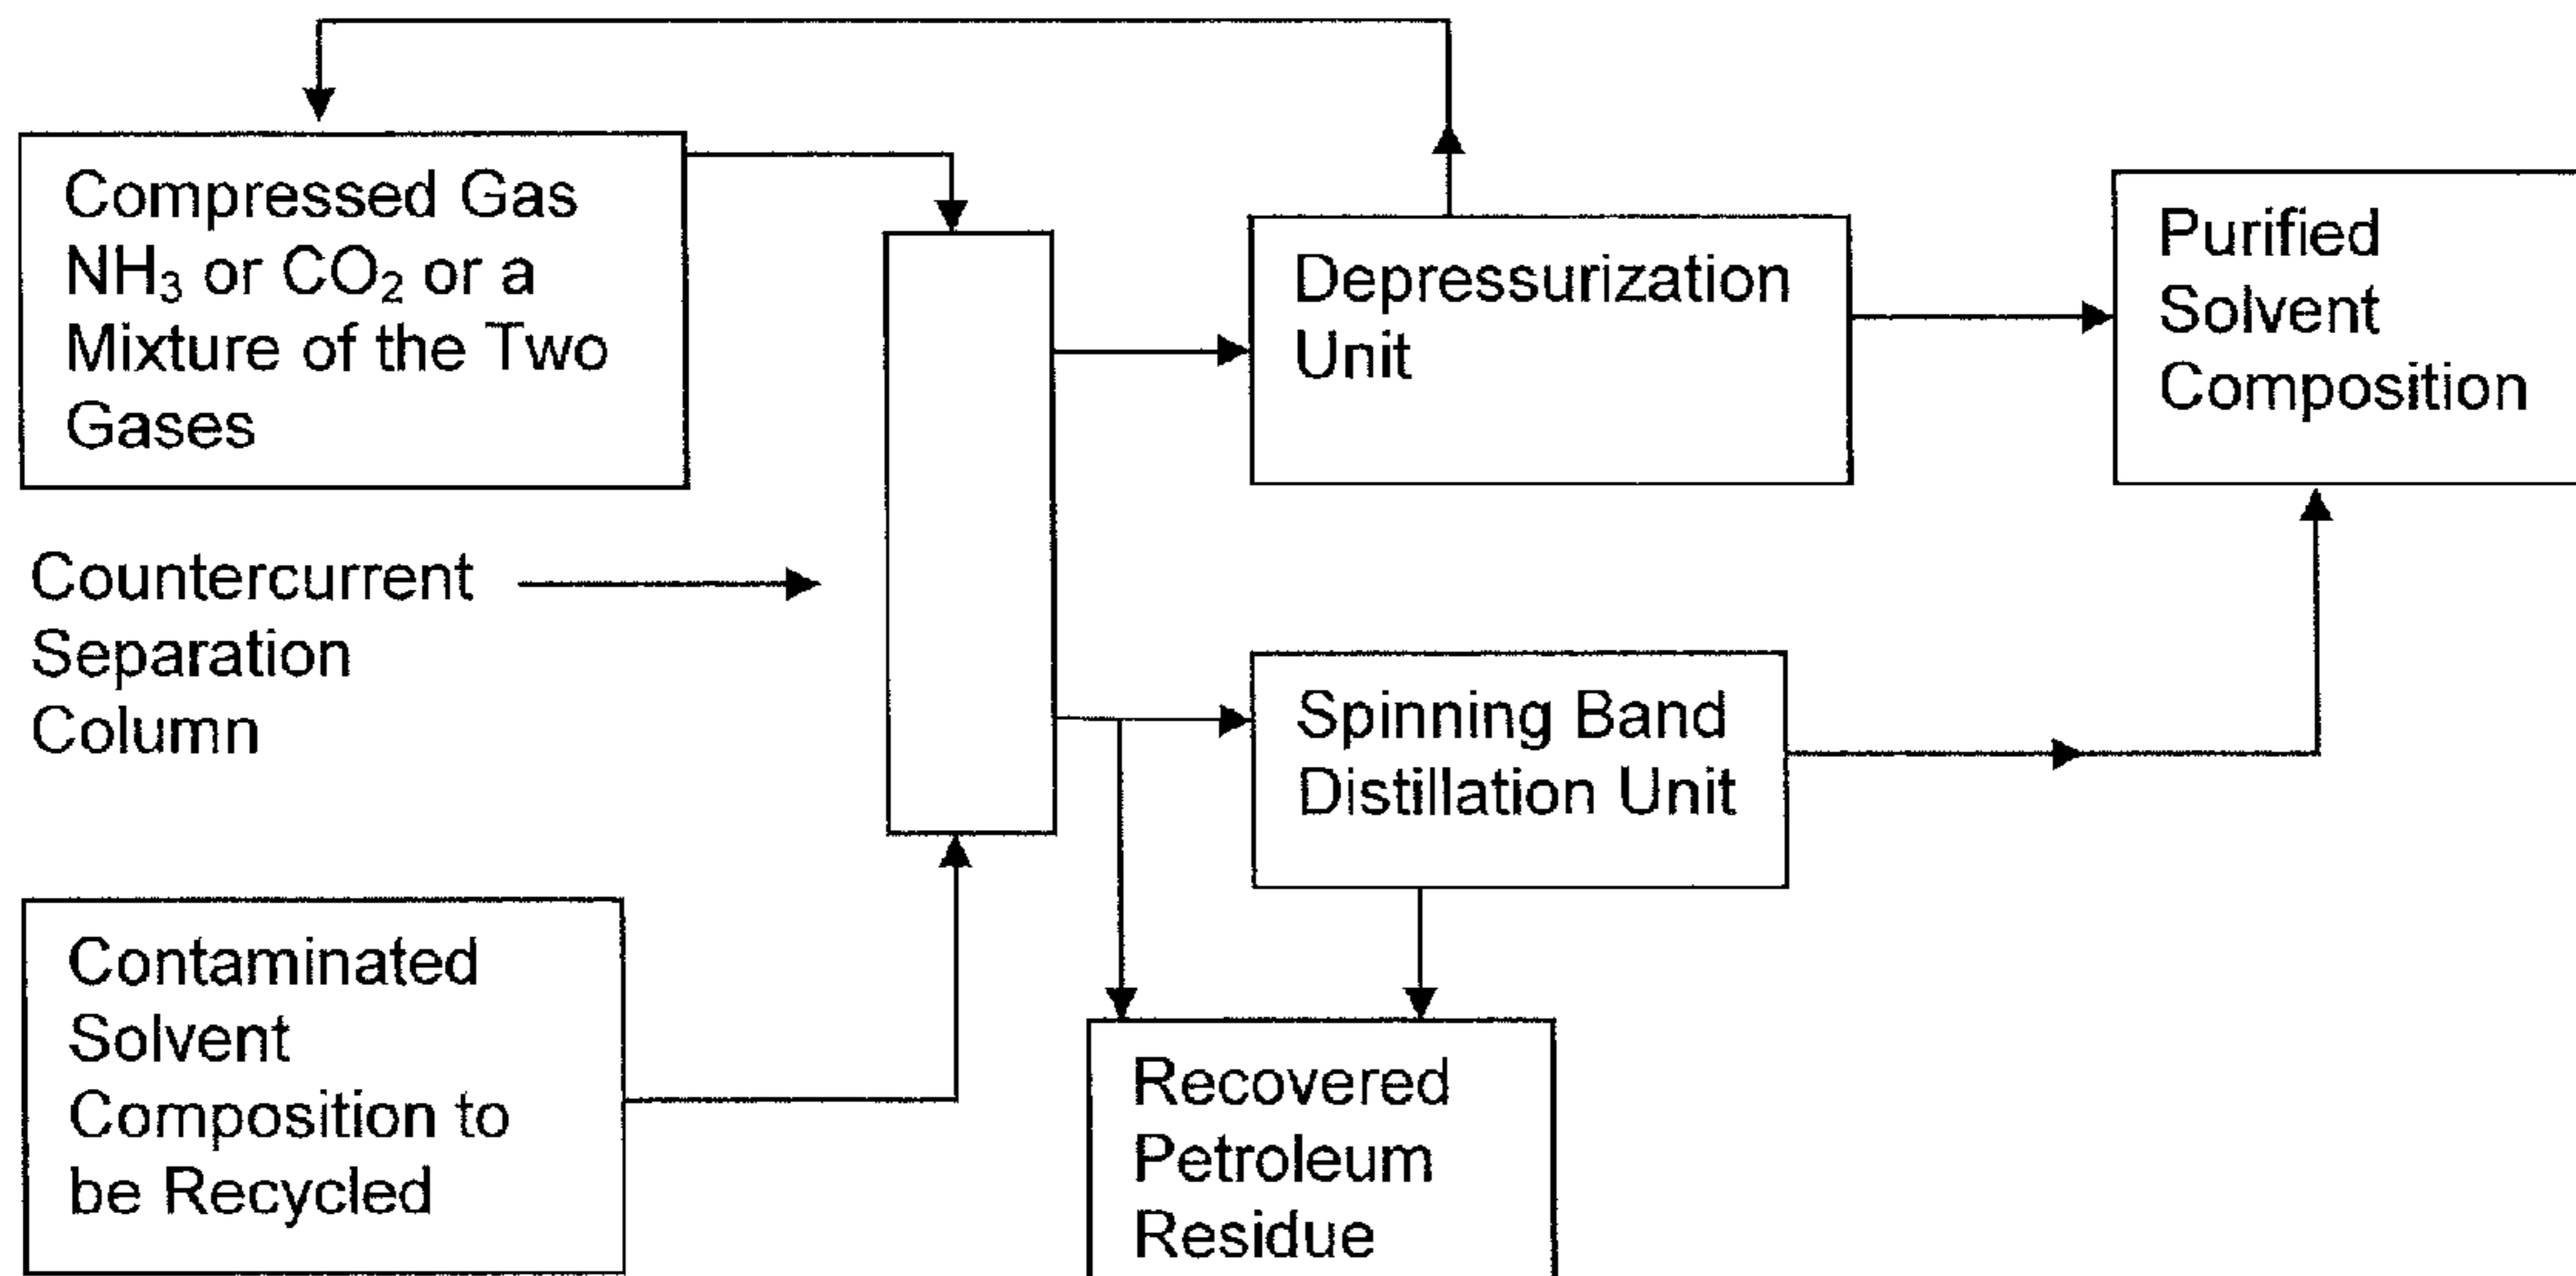 Compressed Gas
NH₃ or CO₂ or a
Mixture of the Two
Gases
Depressurization
Unit
Purified
Solvent
Composition
Countercurrent
Separation
Column
Spinning Band
Distillation Unit
Contaminated
Solvent
Composition to
be Recycled
Recovered
Petroleum
Residue